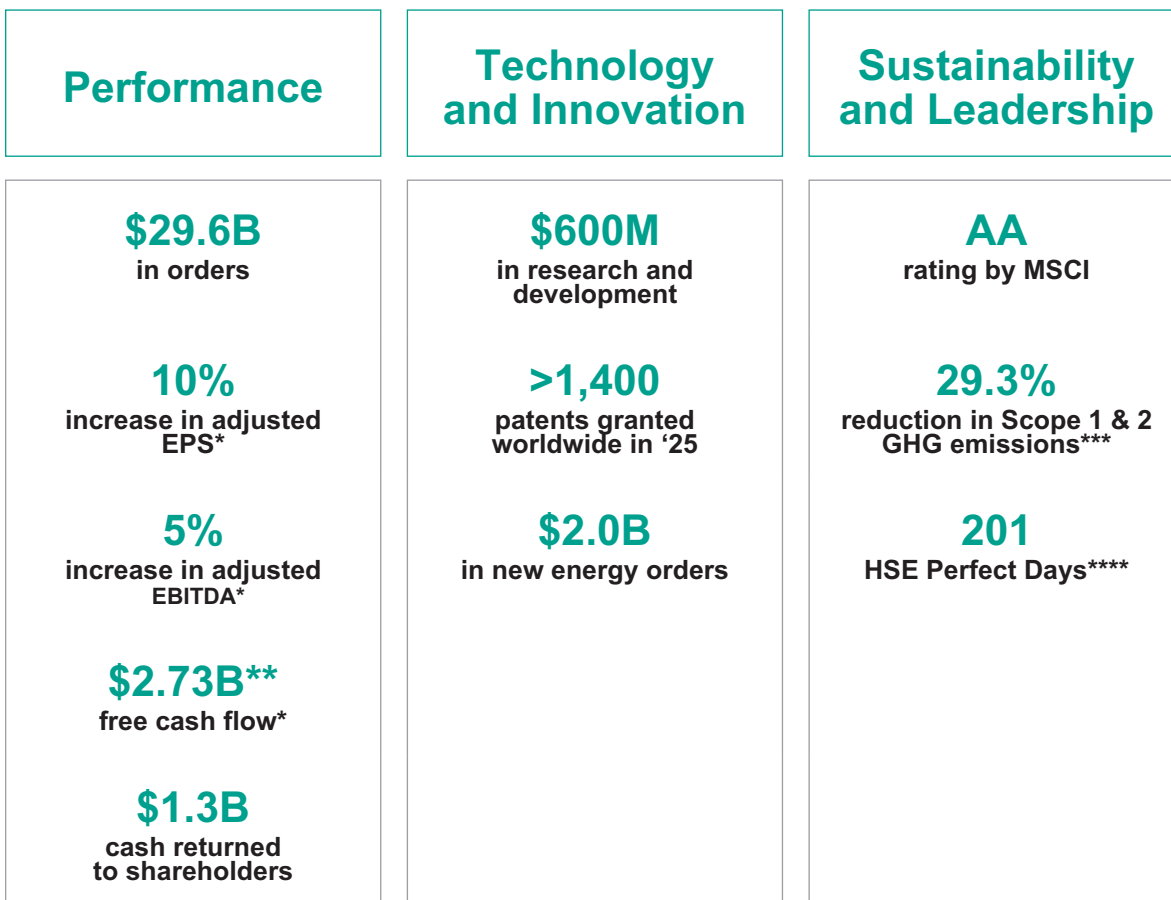 Performance
$29.6B
in orders
10%
increase in adjusted
EPS*
5%
increase in adjusted
EBITDA*
$2.73B**
free cash flow*
$1.3B
cash returned
to shareholders
Technology
and Innovation
$600M
in research and
development
>1,400
patents granted
worldwide in ‘25
$2.0B
in new energy orders
Sustainability
and Leadership
AA
rating by MSCI
29.3%
reduction in Scope 1 & 2
GHG emissions***
201
HSE Perfect Days****